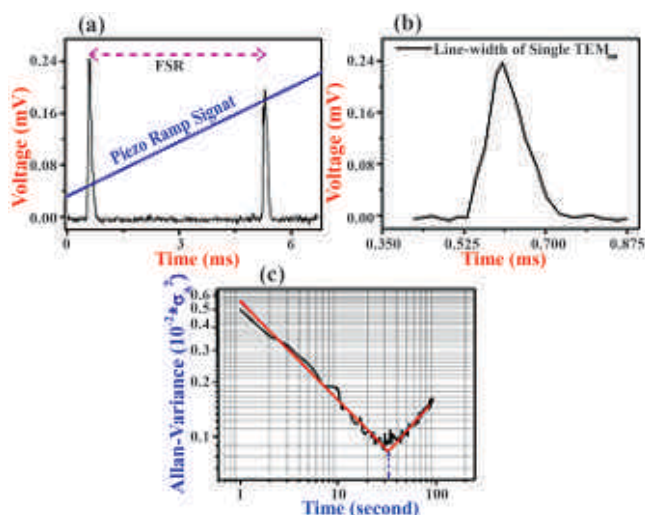 (a)
FSR
Piezo Ramp Signat
Voltage (mV)
0.24
0.16
0.08
0.00
0
3
6
Time (ms)
(b)
Line-width of Single TEM
Voltage (mV)
0.24
0.16
0.08
0.00
0.350
0.525
0.700
0.875
Time (ms)
(c)
Allan-Variance (10⁻²*σ
0.6
0.5
0.4
0.3
0.2
0.1
1
10
100
Time (second)